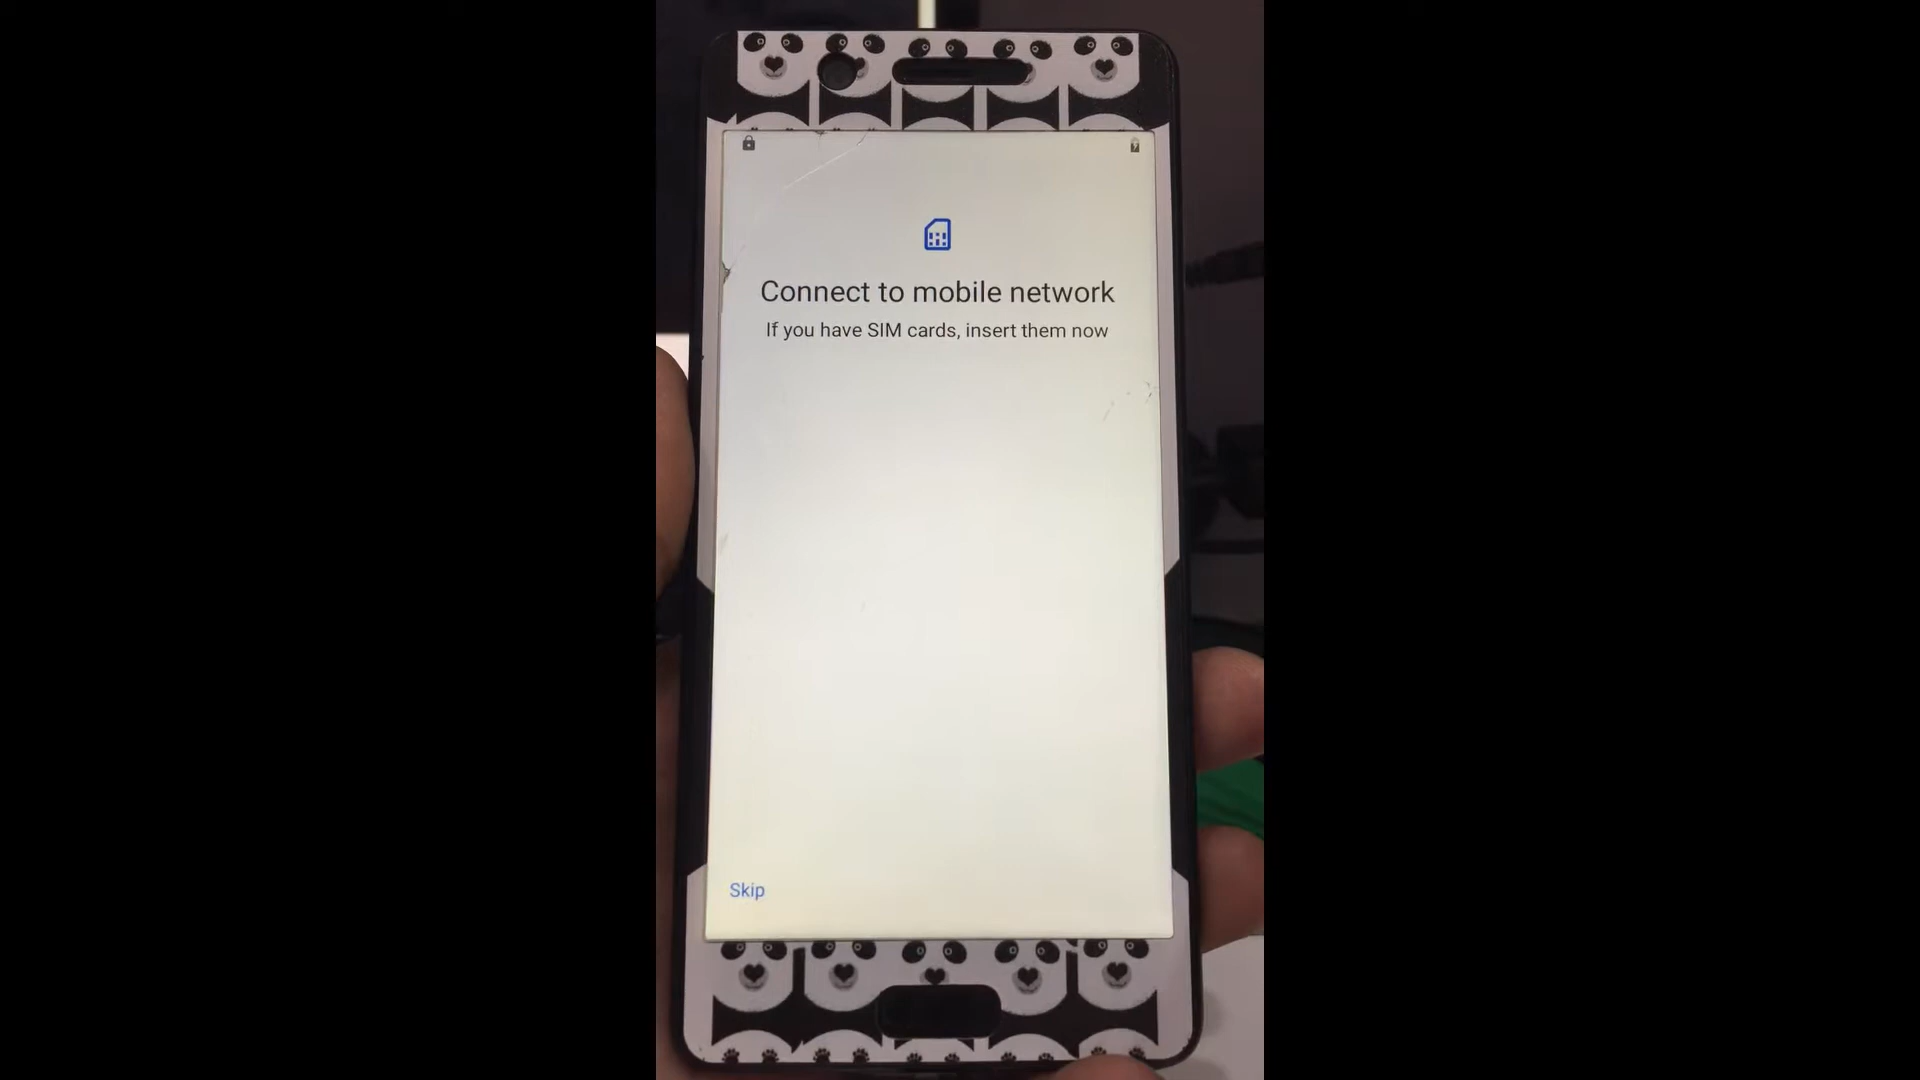 Connect to mobile network
If you have SIM cards, insert them now
Skip